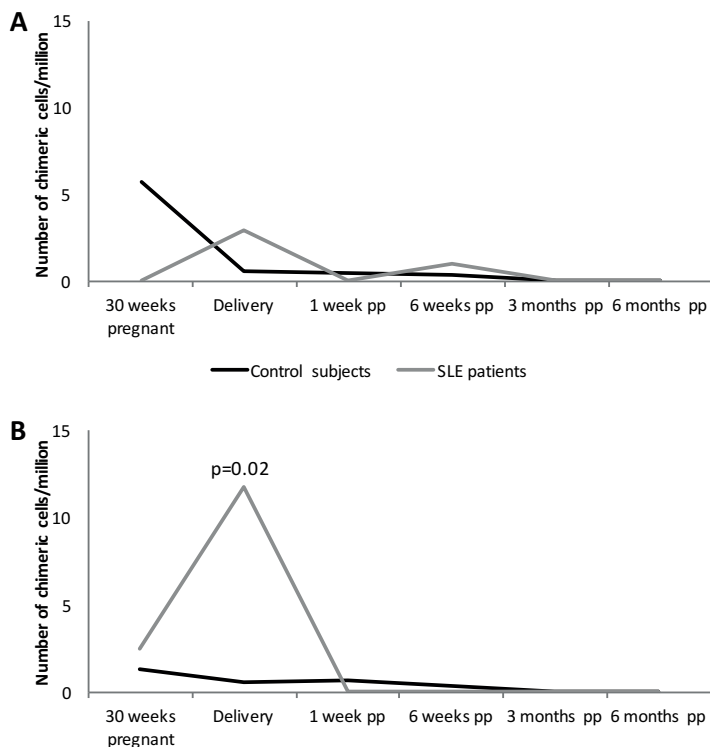 A
Number of chimeric cells/million
15
10
5
0
30 weeks pregnant
Delivery
1 week pp
6 weeks pp
3 months pp
6 months pp
Control subjects
SLE patients
B
Number of chimeric cells/million
15
10
5
0
p=0.02
30 weeks pregnant
Delivery
1 week pp
6 weeks pp
3 months pp
6 months pp